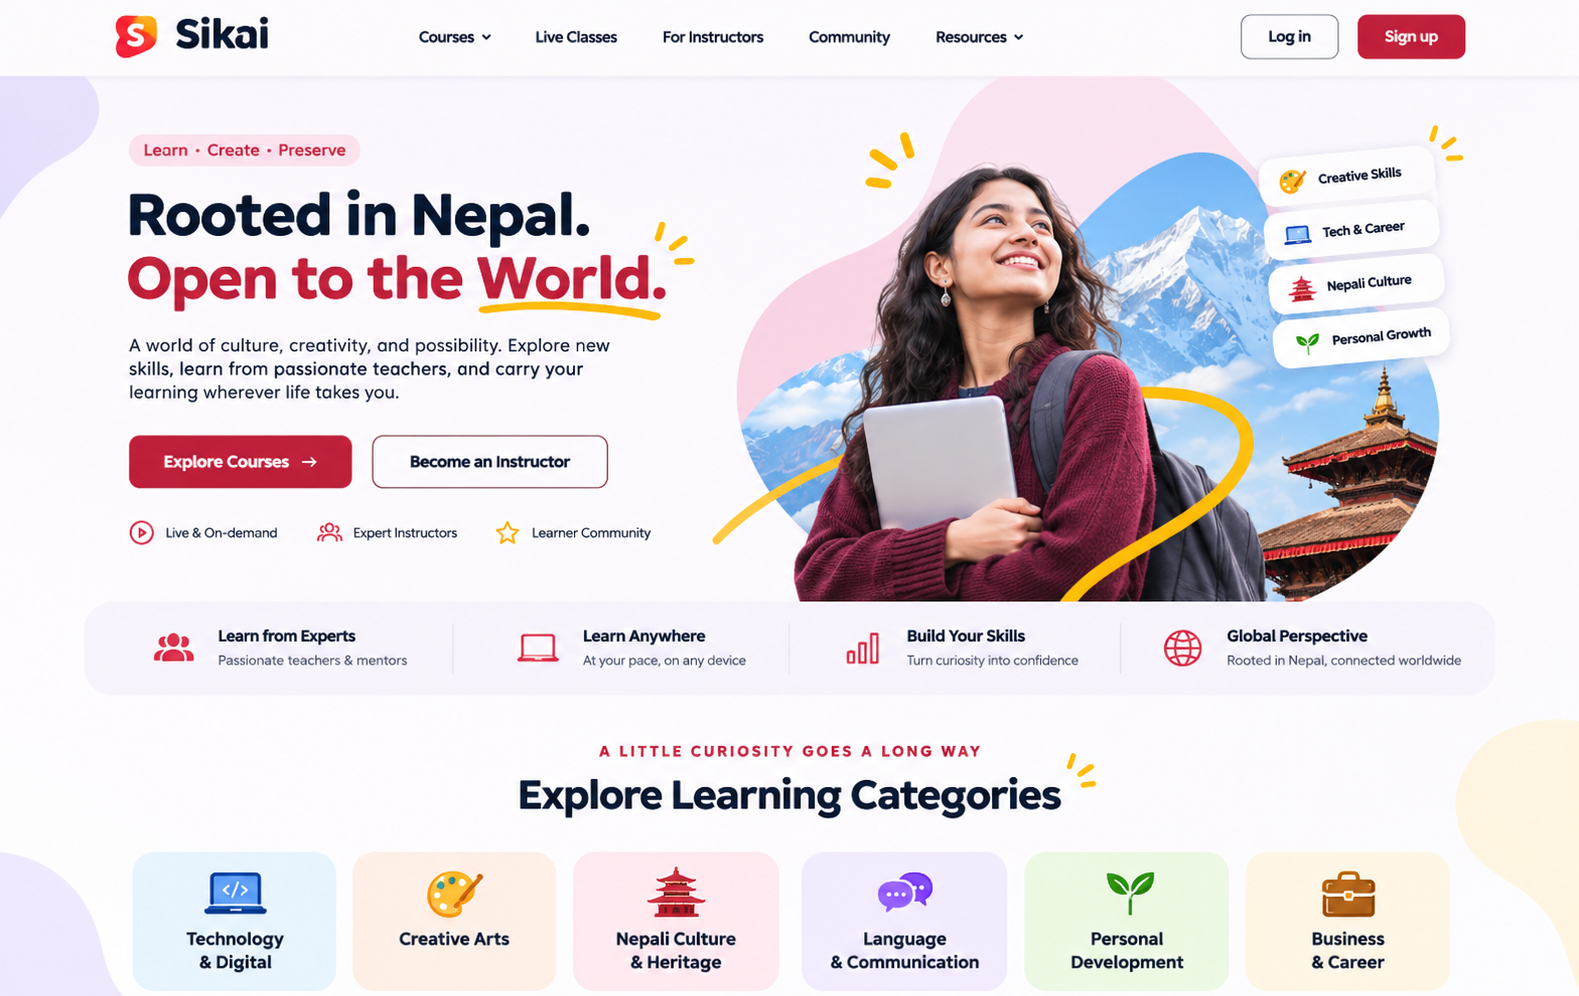 S Sikai
Courses
Live Classes
For Instructors
Community
Resources
Log in
Sign up
Learn • Create • Preserve
Rooted in Nepal.
Open to the World.
A world of culture, creativity, and possibility. Explore new
skills, learn from passionate teachers, and carry your
learning wherever life takes you.
Explore Courses →
Become an Instructor
Live & On-demand
Expert Instructors
Learner Community
Creative Skills
Tech & Career
Nepali Culture
Personal Growth
Learn from Experts
Passionate teachers & mentors
Learn Anywhere
At your pace, on any device
Build Your Skills
Turn curiosity into confidence
Global Perspective
Rooted in Nepal, connected worldwide
A LITTLE CURIOSITY GOES A LONG WAY
Explore Learning Categories
</>
Technology
& Digital
Creative Arts
Nepali Culture
& Heritage
Language
& Communication
Personal
Development
Business
& Career